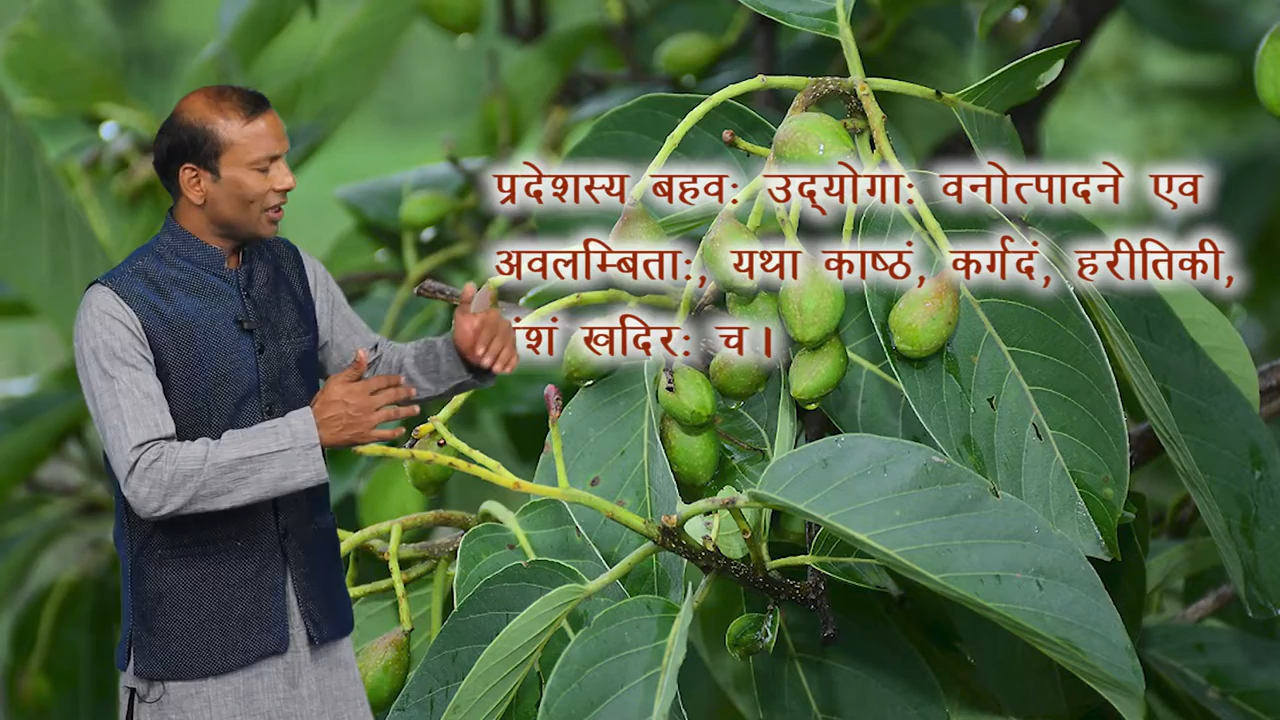 प्रदेशस्य बहव: उद्‌योगा: वनोत्पादने एव
अवलम्बिता:, यथा काष्ठं, कर्गदं, हरीतिकी,
खदिर: च।